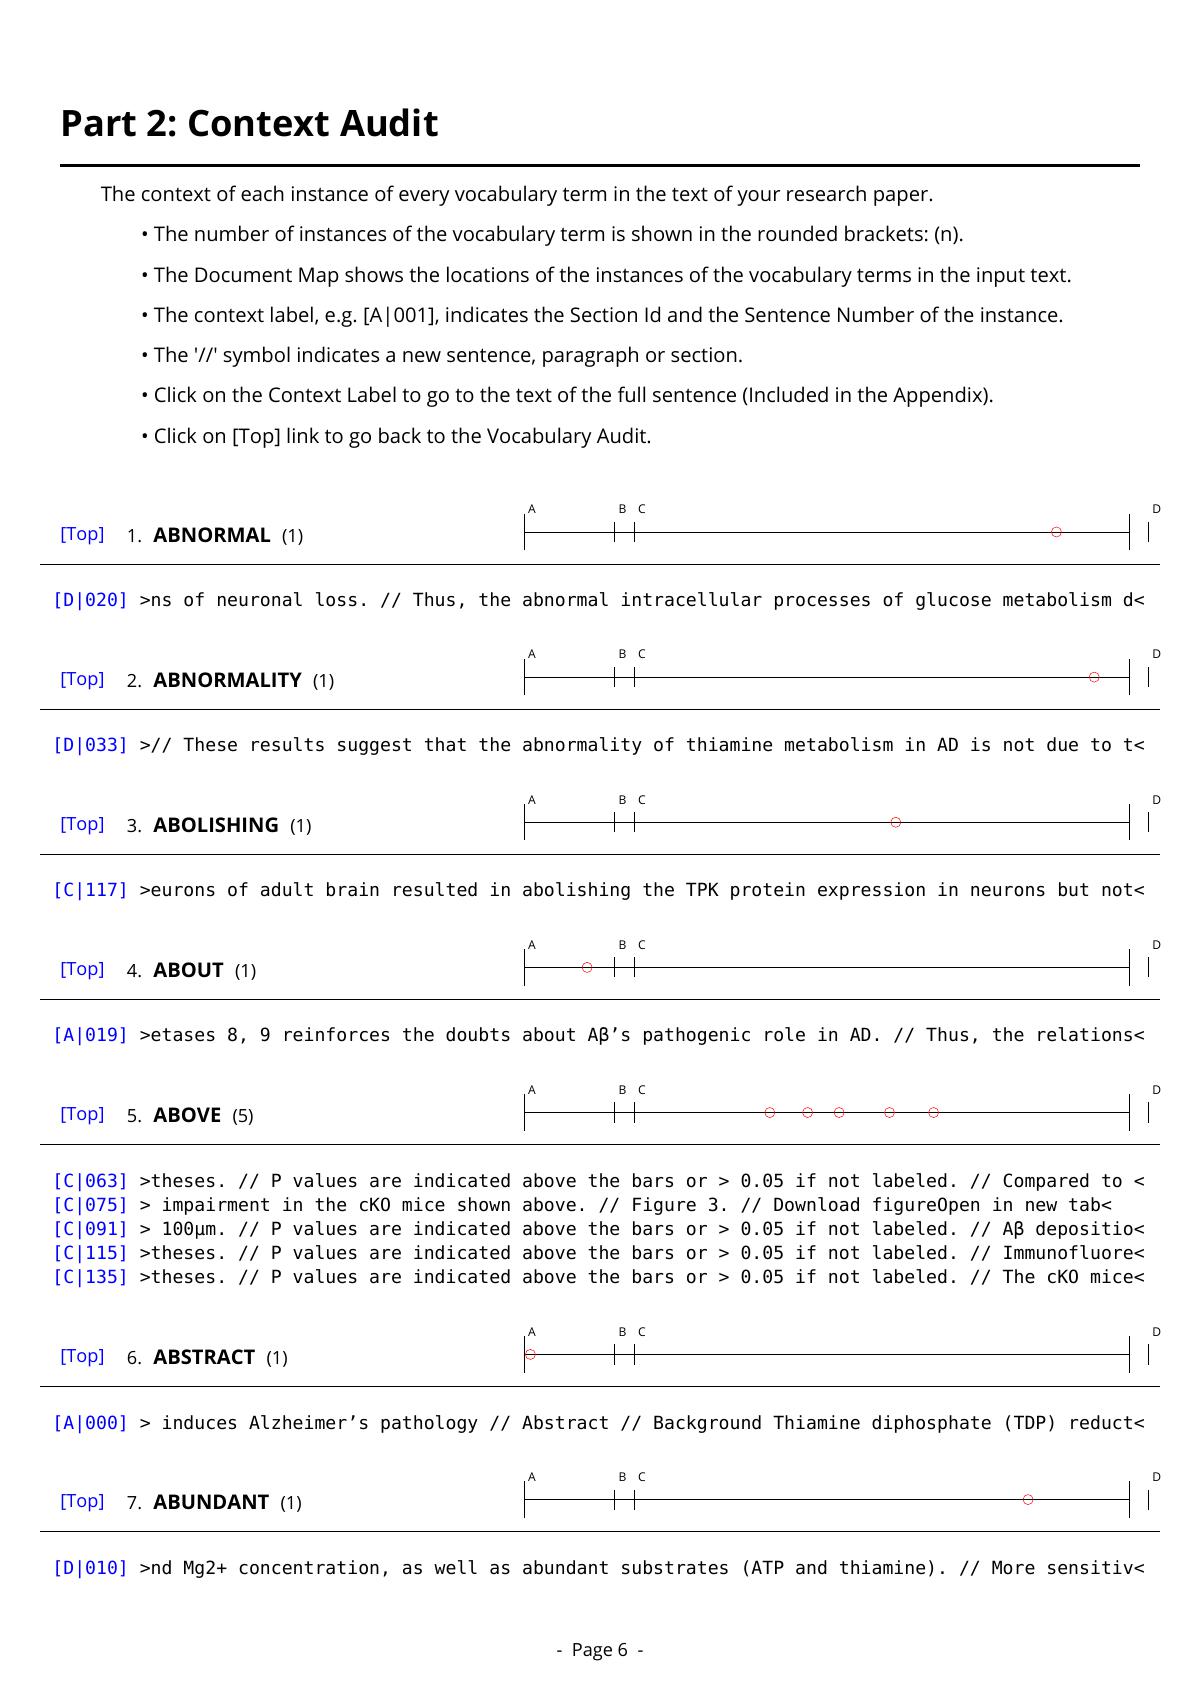 Part 2: Context Audit
The context of each instance of every vocabulary term in the text of your research paper.
• The number of instances of the vocabulary term is shown in the rounded brackets: (n).
• The Document Map shows the locations of the instances of the vocabulary terms in the input text.
• The context label, e.g. [A|001], indicates the Section Id and the Sentence Number of the instance.
• The '//' symbol indicates a new sentence, paragraph or section.
• Click on the Context Label to go to the text of the full sentence (Included in the Appendix).
• Click on [Top] link to go back to the Vocabulary Audit.
A B C D
[Top] 1. ABNORMAL (1)
[D|020] >ns of neuronal loss. // Thus, the abnormal intracellular processes of glucose metabolism d<
A B C D
[Top] 2. ABNORMALITY (1)
[D|033] >// These results suggest that the abnormality of thiamine metabolism in AD is not due to t<
A B C D
[Top] 3. ABOLISHING (1)
[C|117] >eurons of adult brain resulted in abolishing the TPK protein expression in neurons but not<
A B C D
[Top] 4. ABOUT (1)
[A|019] >etases 8, 9 reinforces the doubts about Aβ’s pathogenic role in AD. // Thus, the relations<
A B C D
[Top] 5. ABOVE (5)
[C|063] >theses. // P values are indicated above the bars or > 0.05 if not labeled. // Compared to <
[C|075] > impairment in the cKO mice shown above. // Figure 3. // Download figureOpen in new tab<
[C|091] > 100μm. // P values are indicated above the bars or > 0.05 if not labeled. // Aβ depositio<
[C|115] >theses. // P values are indicated above the bars or > 0.05 if not labeled. // Immunofluore<
[C|135] >theses. // P values are indicated above the bars or > 0.05 if not labeled. // The cKO mice<
A B C D
[Top] 6. ABSTRACT (1)
[A|000] > induces Alzheimer’s pathology // Abstract // Background Thiamine diphosphate (TDP) reduct<
A B C D
[Top] 7. ABUNDANT (1)
[D|010] >nd Mg2+ concentration, as well as abundant substrates (ATP and thiamine). // More sensitiv<
- Page 6 -